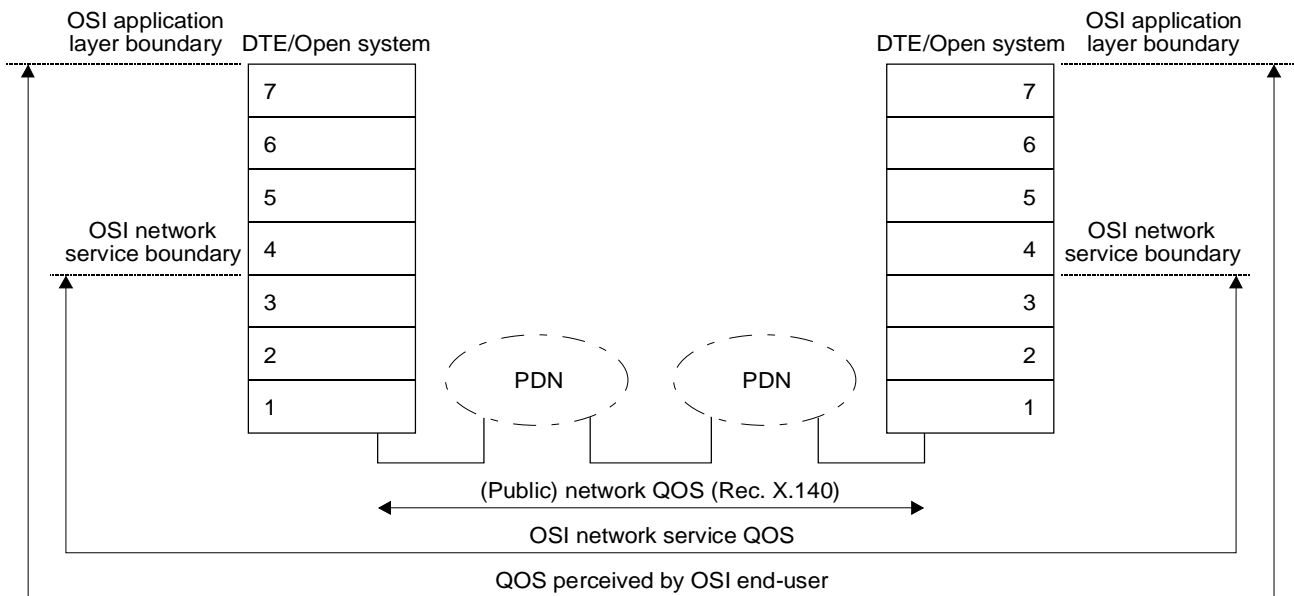 OSI application
layer boundary
DTE/Open system
DTE/Open system
OSI application
layer boundary
7
6
5
4
3
2
1
7
6
5
4
3
2
1
OSI network
service boundary
OSI network
service boundary
PDN
PDN
(Public) network QOS (Rec. X.140)
OSI network service QOS
QOS perceived by OSI end-user